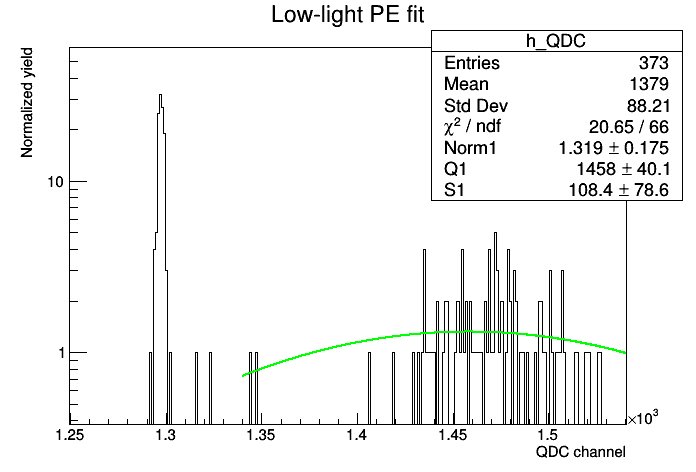 Low-light PE fit
h_QDC
Entries 373
Mean 1379
Std Dev 88.21
χ² / ndf 20.65 / 66
Norm1 1.319 ± 0.175
Q1 1458 ± 40.1
S1 108.4 ± 78.6
Normalized yield
10
1
1.25 1.3 1.35 1.4 1.45 1.5
×10³
QDC channel